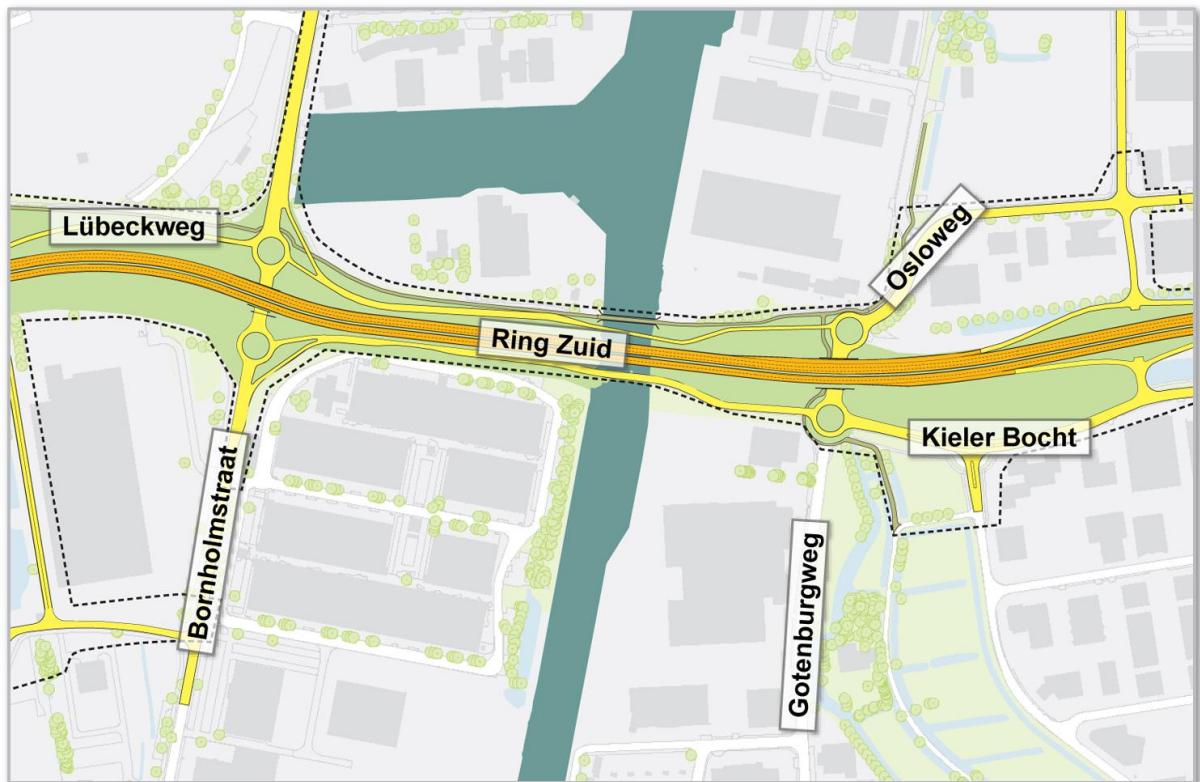 Lübeckweg
Osloweg
Ring Zuid
Kieler Bocht
Bornholmstraat
Gotenburgweg